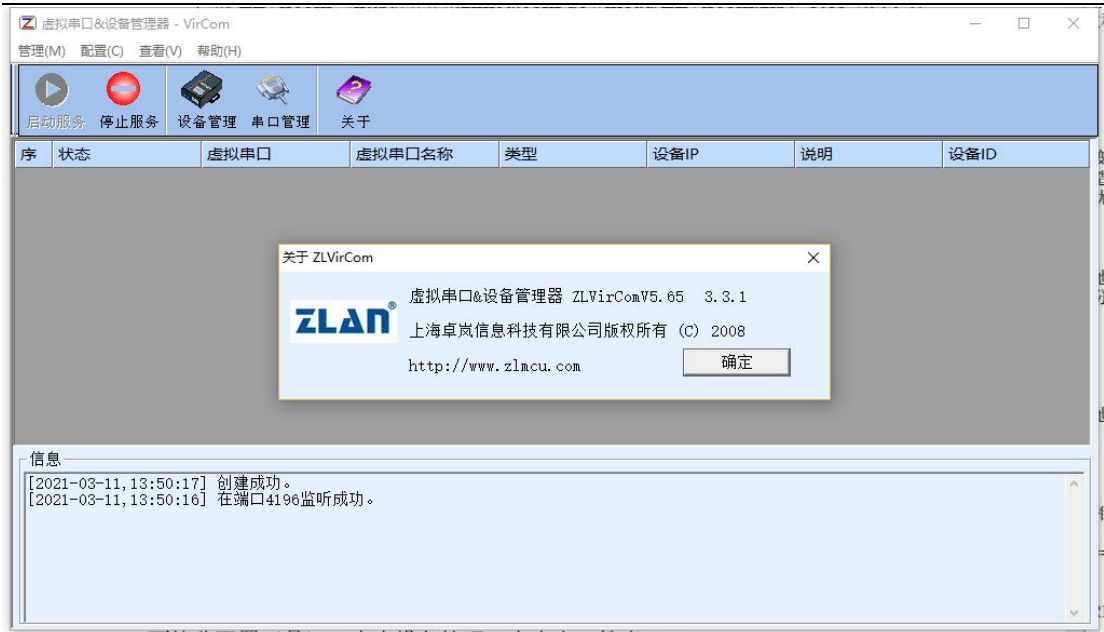 虚拟串口&设备管理器 - VirCom
管理(M) 配置(C) 查看(V) 帮助(H)
启动服务 停止服务 设备管理 串口管理 关于
序 状态 虚拟串口 虚拟串口名称 类型 设备IP 说明 设备ID
关于 ZLVirCom
虚拟串口&设备管理器 ZLVirComV5.65 3.3.1
ZLAN®
上海卓岚信息科技有限公司版权所有 (C) 2008
http://www.zlmcu.com
确定
信息
[2021-03-11,13:50:17] 创建成功。
[2021-03-11,13:50:16] 在端口4196监听成功。